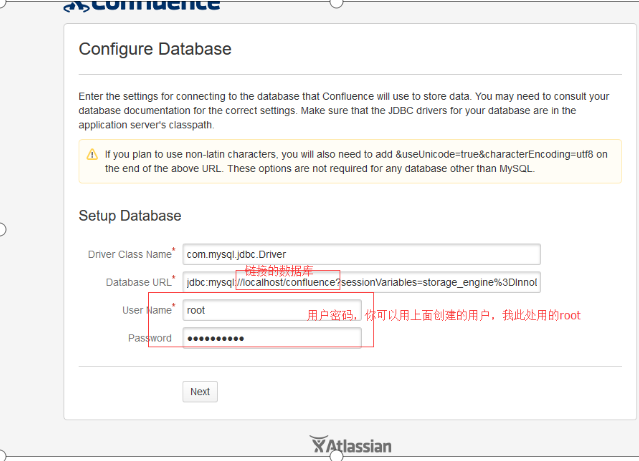 Confluence
Configure Database
Enter the settings for connecting to the database that Confluence will use to store data. You may need to consult your
database documentation for the correct settings. Make sure that the JDBC drivers for your database are in the
application server's classpath.
If you plan to use non-latin characters, you will also need to add &useUnicode=true&characterEncoding=utf8 on
the end of the above URL. These options are not required for any database other than MySQL.
Setup Database
Driver Class Name* com.mysql.jdbc.Driver
链接的数据库
Database URL* jdbc:mysql://localhost/confluence?sessionVariables=storage_engine%3DInnoD
User Name* root
用户密码，你可以用上面创建的用户，我此处用的root
Password ●●●●●●●●●●
Next
Atlassian